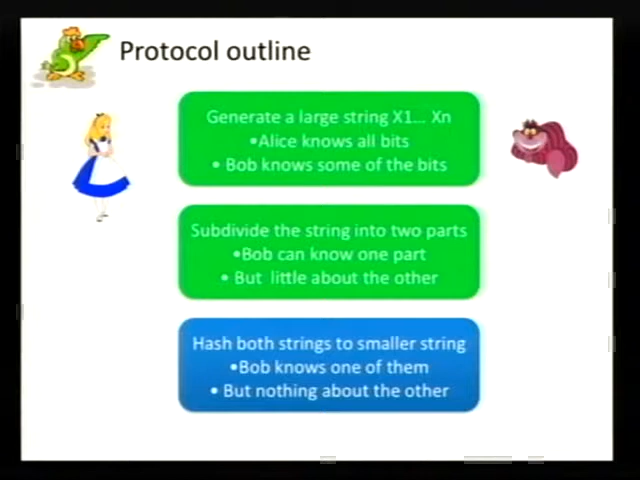 Protocol outline
Generate a large string X1... Xn
•Alice knows all bits
• Bob knows some of the bits
Subdivide the string into two parts
•Bob can know one part
• But little about the other
Hash both strings to smaller string
•Bob knows one of them
• But nothing about the other